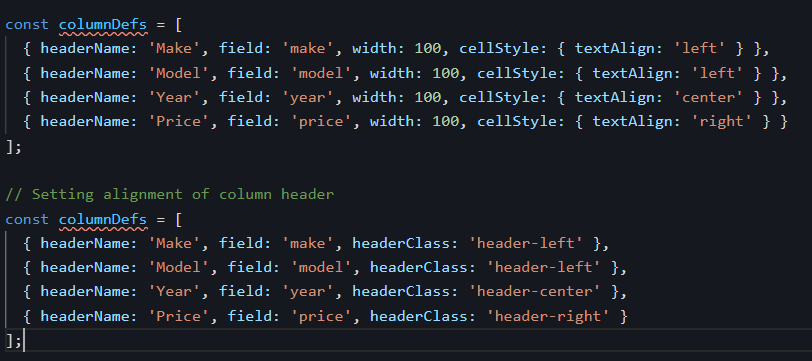 const columnDefs = [
  { headerName: 'Make', field: 'make', width: 100, cellStyle: { textAlign: 'left' } },
  { headerName: 'Model', field: 'model', width: 100, cellStyle: { textAlign: 'left' } },
  { headerName: 'Year', field: 'year', width: 100, cellStyle: { textAlign: 'center' } },
  { headerName: 'Price', field: 'price', width: 100, cellStyle: { textAlign: 'right' } }
];

// Setting alignment of column header
const columnDefs = [
  { headerName: 'Make', field: 'make', headerClass: 'header-left' },
  { headerName: 'Model', field: 'model', headerClass: 'header-left' },
  { headerName: 'Year', field: 'year', headerClass: 'header-center' },
  { headerName: 'Price', field: 'price', headerClass: 'header-right' }
];